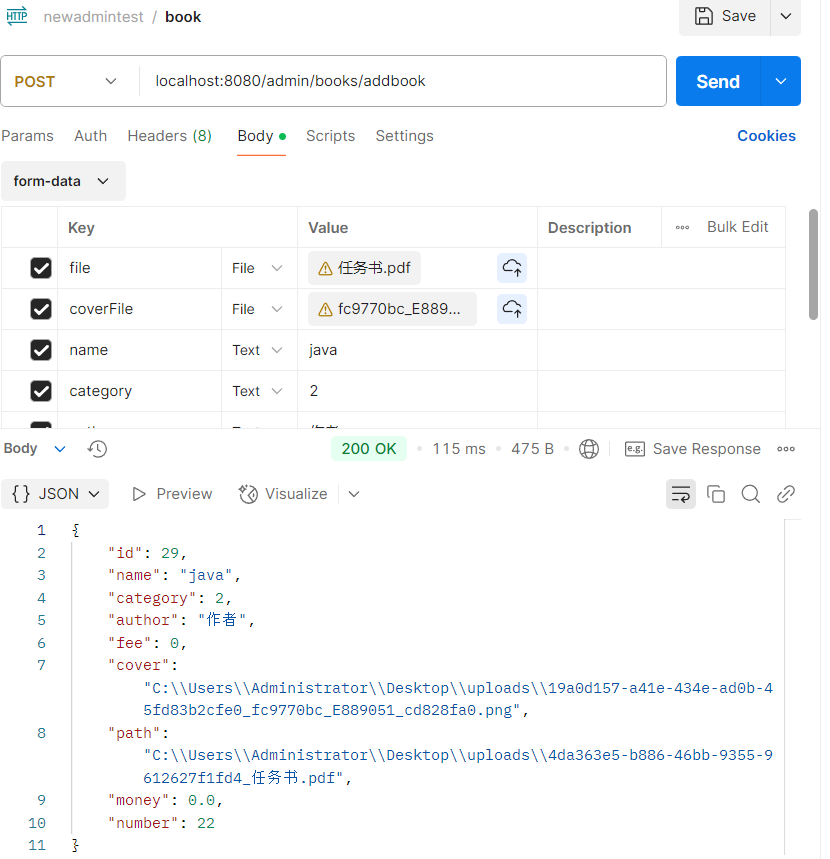 HTTP newadmintest / book Save
POST localhost:8080/admin/books/addbook Send
Params Auth Headers (8) Body Scripts Settings Cookies
form-data
Key Value Description Bulk Edit
file File 任务书.pdf
coverFile File fc9770bc_E889...
name Text java
category Text 2
Body 200 OK 115 ms 475 B e.g. Save Response
{} JSON Preview Visualize
1 {
2 "id": 29,
3 "name": "java",
4 "category": 2,
5 "author": "作者",
6 "fee": 0,
7 "cover":
"C:\\Users\\Administrator\\Desktop\\uploads\\19a0d157-a41e-434e-ad0b-4
5fd83b2cfe0_fc9770bc_E889051_cd828fa0.png",
8 "path":
"C:\\Users\\Administrator\\Desktop\\uploads\\4da363e5-b886-46bb-9355-9
612627f1fd4_任务书.pdf",
9 "money": 0.0,
10 "number": 22
11 }